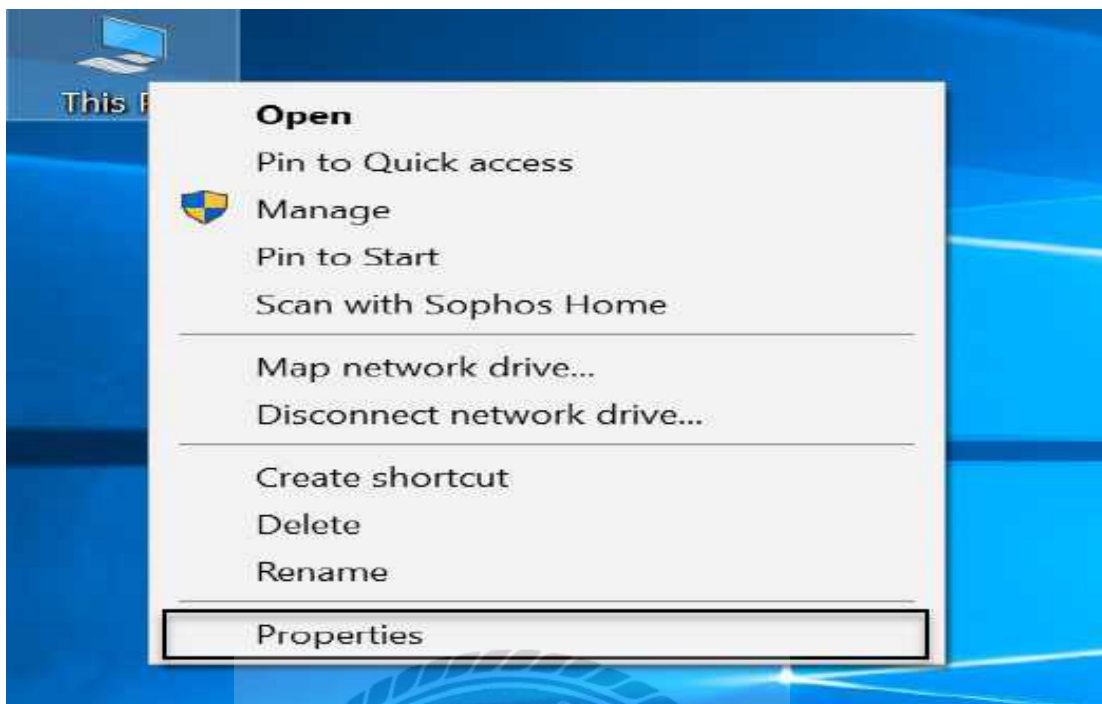 This P
Open
Pin to Quick access
Manage
Pin to Start
Scan with Sophos Home
Map network drive...
Disconnect network drive...
Create shortcut
Delete
Rename
Properties